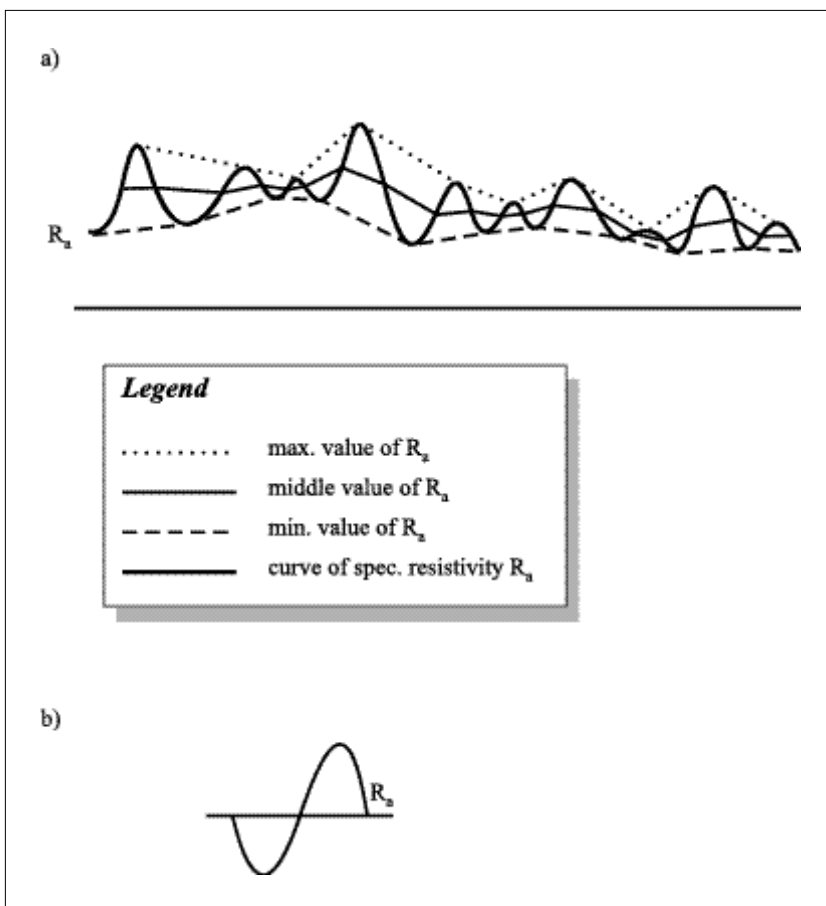 a)
Rₐ
Legend
max. value of Rₐ
middle value of Rₐ
min. value of Rₐ
curve of spec. resistivity Rₐ
b)
Rₐ